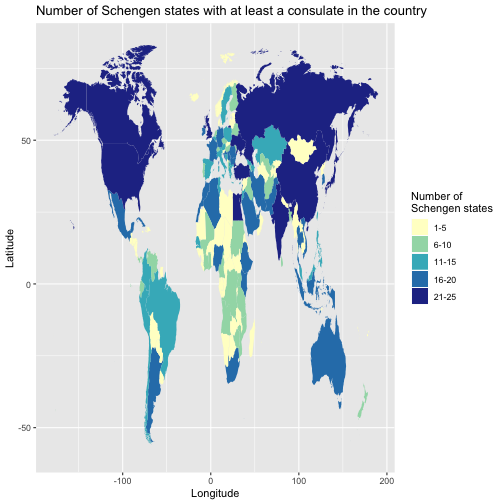 Number of Schengen states with at least a consulate in the country
Latitude
50
0
-50
-100
0
100
200
Longitude
Number of
Schengen states
1-5
6-10
11-15
16-20
21-25